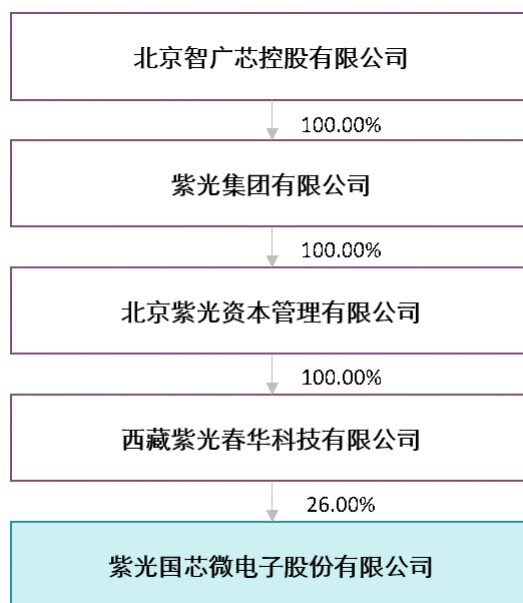 北京智广芯控股有限公司
100.00%
紫光集团有限公司
100.00%
北京紫光资本管理有限公司
100.00%
西藏紫光春华科技有限公司
26.00%
紫光国芯微电子股份有限公司